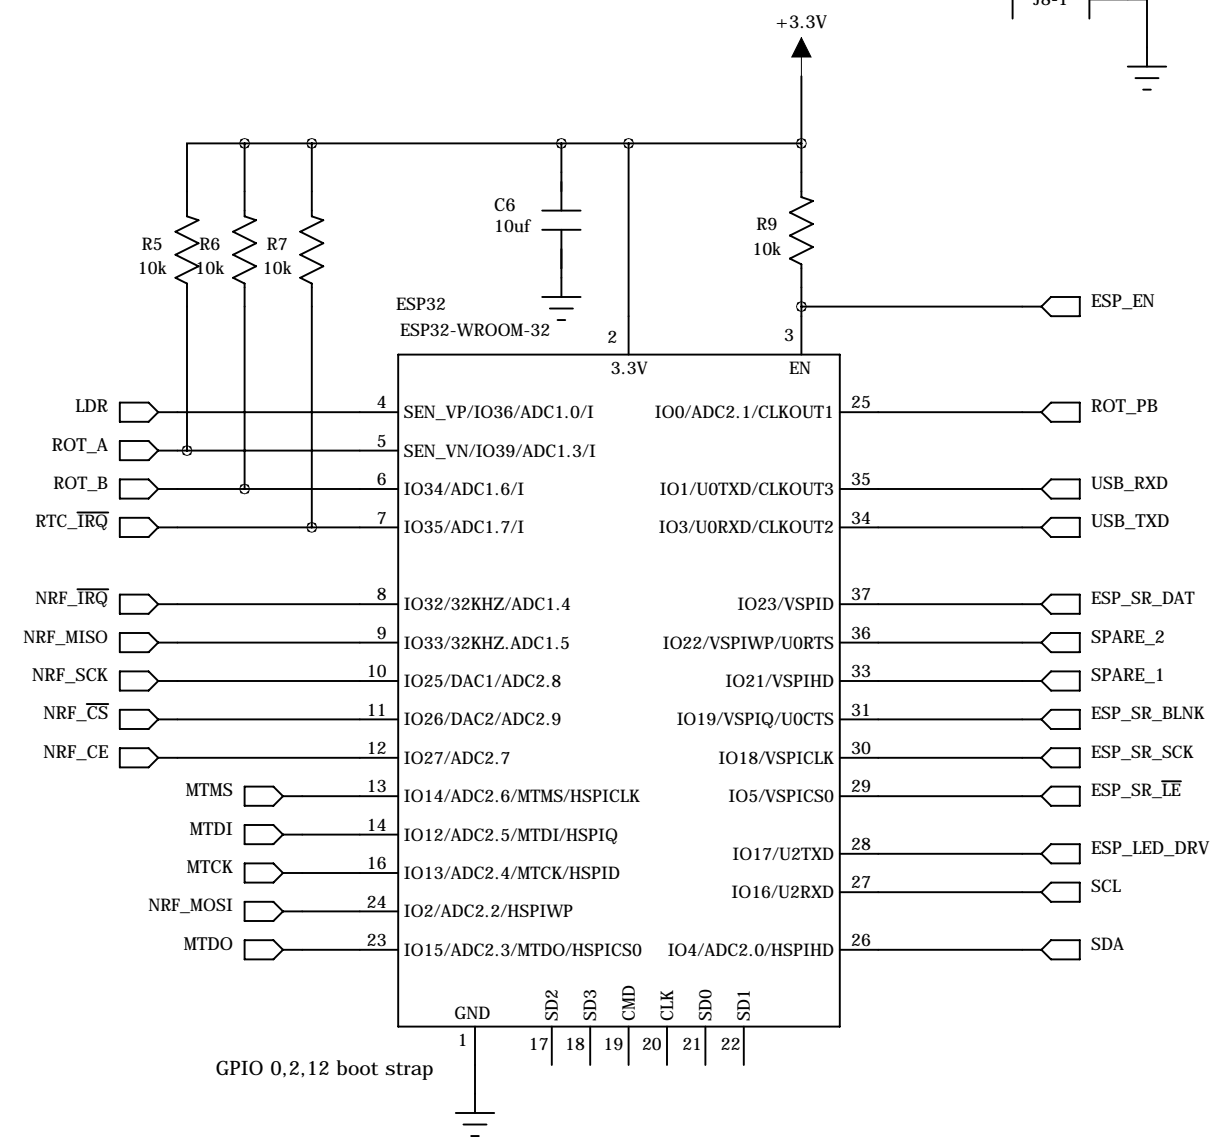 J8-1
+3.3V
C6
10uf
R9
10k
R5
10k
R6
10k
R7
10k
ESP32
ESP32-WROOM-32
ESP_EN
2
3
3.3V
EN
LDR
4
SEN_VP/IO36/ADC1.0/I
IO0/ADC2.1/CLKOUT1
25
ROT_PB
ROT_A
5
SEN_VN/IO39/ADC1.3/I
ROT_B
6
IO34/ADC1.6/I
IO1/U0TXD/CLKOUT3
35
USB_RXD
RTC_IRQ
7
IO35/ADC1.7/I
IO3/U0RXD/CLKOUT2
34
USB_TXD
NRF_IRQ
8
IO32/32KHZ/ADC1.4
IO23/VSPID
37
ESP_SR_DAT
NRF_MISO
9
IO33/32KHZ.ADC1.5
IO22/VSPIWP/U0RTS
36
SPARE_2
NRF_SCK
10
IO25/DAC1/ADC2.8
IO21/VSPIHD
33
SPARE_1
NRF_CS
11
IO26/DAC2/ADC2.9
IO19/VSPIQ/U0CTS
31
ESP_SR_BLNK
NRF_CE
12
IO27/ADC2.7
IO18/VSPICLK
30
ESP_SR_SCK
MTMS
13
IO14/ADC2.6/MTMS/HSPICLK
IO5/VSPICS0
29
ESP_SR_LE
MTDI
14
IO12/ADC2.5/MTDI/HSPIQ
IO17/U2TXD
28
ESP_LED_DRV
MTCK
16
IO13/ADC2.4/MTCK/HSPID
IO16/U2RXD
27
SCL
NRF_MOSI
24
IO2/ADC2.2/HSPIWP
MTDO
23
IO15/ADC2.3/MTDO/HSPICS0
IO4/ADC2.0/HSPIHD
26
SDA
GND
SD2
SD3
CMD
CLK
SD0
SD1
1
17
18
19
20
21
22
GPIO 0,2,12 boot strap